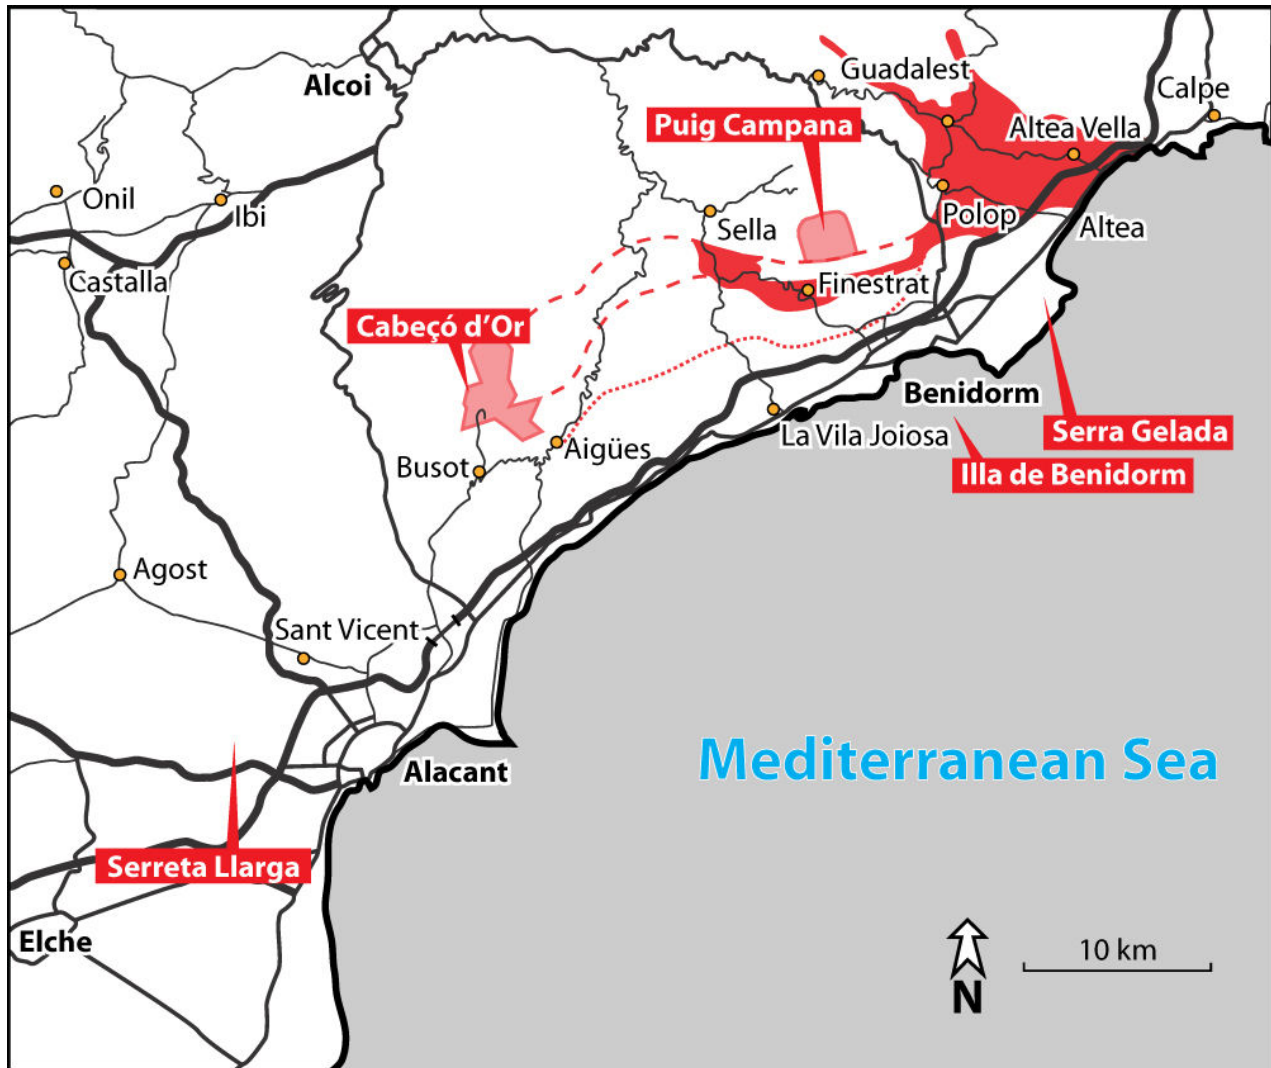 Guadalest
Alcoi
Calpe
Puig Campana
Altea Vella
Onil
Ibi
Sella
Polop
Altea
Castalla
Finestrat
Cabeçó d'Or
Benidorm
La Vila Joiosa
Serra Gelada
Aigües
Busot
Illa de Benidorm
Agost
Sant Vicent
Mediterranean Sea
Alacant
Serreta Llarga
Elche
10 km
N